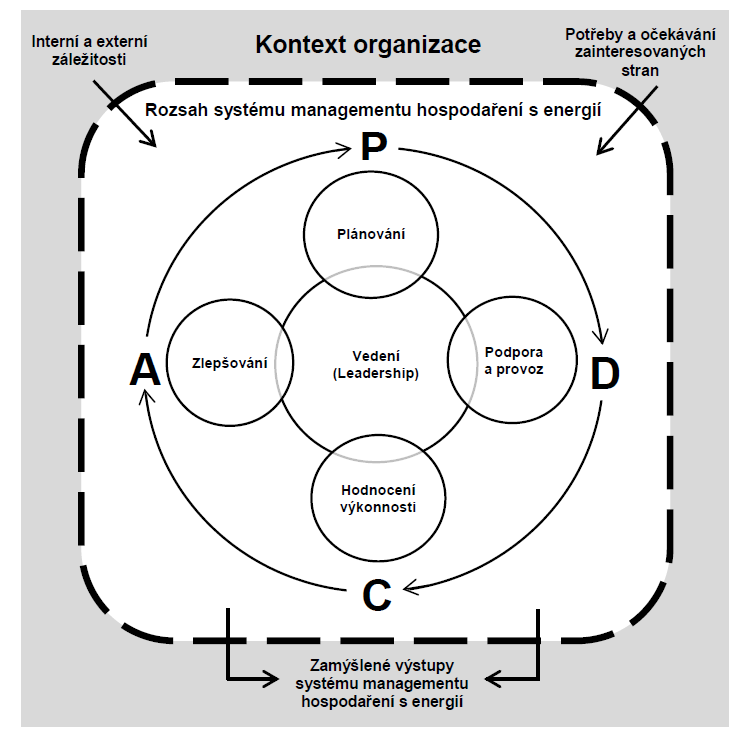 Interní a externí
záležitosti
Kontext organizace
Potřeby a očekávání
zainteresovaných
stran
Rozsah systému managementu hospodaření s energií
P
Plánování
A
Zlepšování
Vedení
(Leadership)
Podpora
a provoz
D
Hodnocení
výkonnosti
C
Zamýšlené výstupy
systému managementu
hospodaření s energií